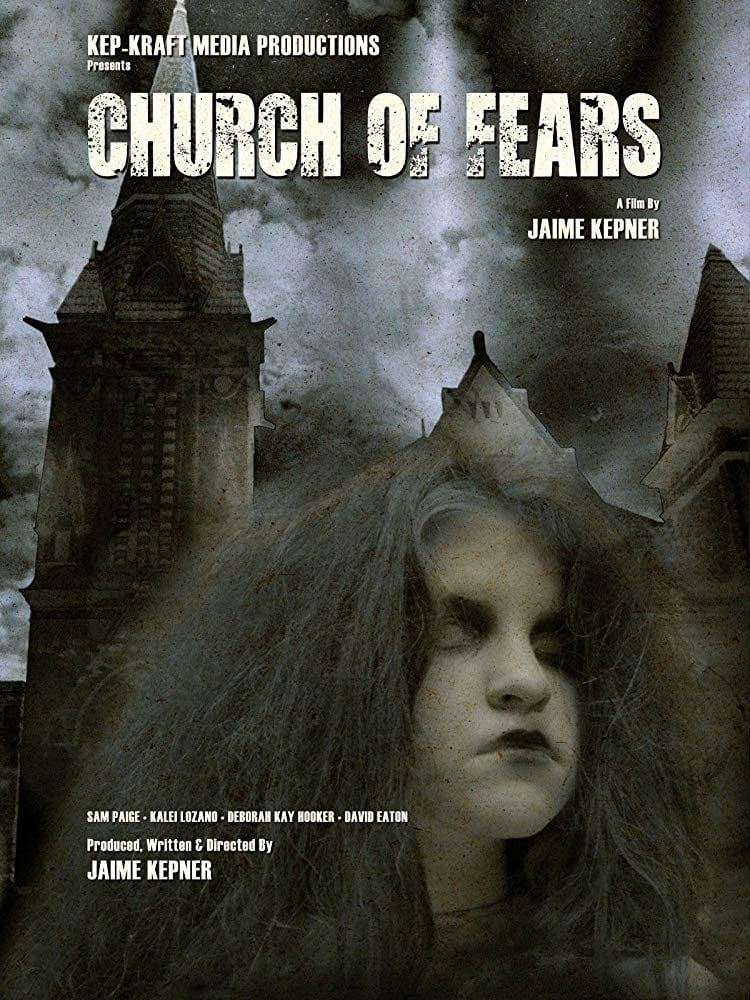 KEP-KRAFT MEDIA PRODUCTIONS
Presents
CHURCH OF FEARS
A Film By
JAIME KEPNER
SAM PAIGE • KALEI LOZANO • DEBORAH KAY HOOKER • DAVID EATON
Produced, Written & Directed By
JAIME KEPNER